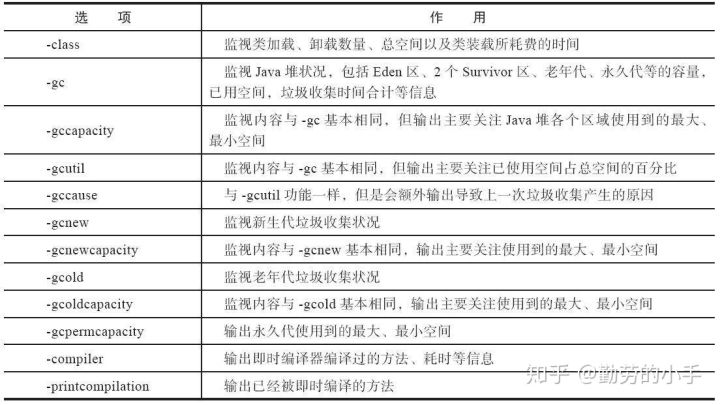 选 项 作 用
-class 监视类加载、卸载数量、总空间以及类装载所耗费的时间
-gc 监视 Java 堆状况，包括 Eden 区、2 个 Survivor 区、老年代、永久代等的容量，
已用空间，垃圾收集时间合计等信息
-gccapacity 监视内容与 -gc 基本相同，但输出主要关注 Java 堆各个区域使用到的最大、
最小空间
-gcutil 监视内容与 -gc 基本相同，但输出主要关注已使用空间占总空间的百分比
-gccause 与 -gcutil 功能一样，但是会额外输出导致上一次垃圾收集产生的原因
-gcnew 监视新生代垃圾收集状况
-gcnewcapacity 监视内容与 -gcnew 基本相同，输出主要关注使用到的最大、最小空间
-gcold 监视老年代垃圾收集状况
-gcoldcapacity 监视内容与 -gcold 基本相同，输出主要关注使用到的最大、最小空间
-gcpermcapacity 输出永久代使用到的最大、最小空间
-compiler 输出即时编译器编译过的方法、耗时等信息
-printcompilation 输出已经被即时编译的方法
知乎 @勤劳的小手